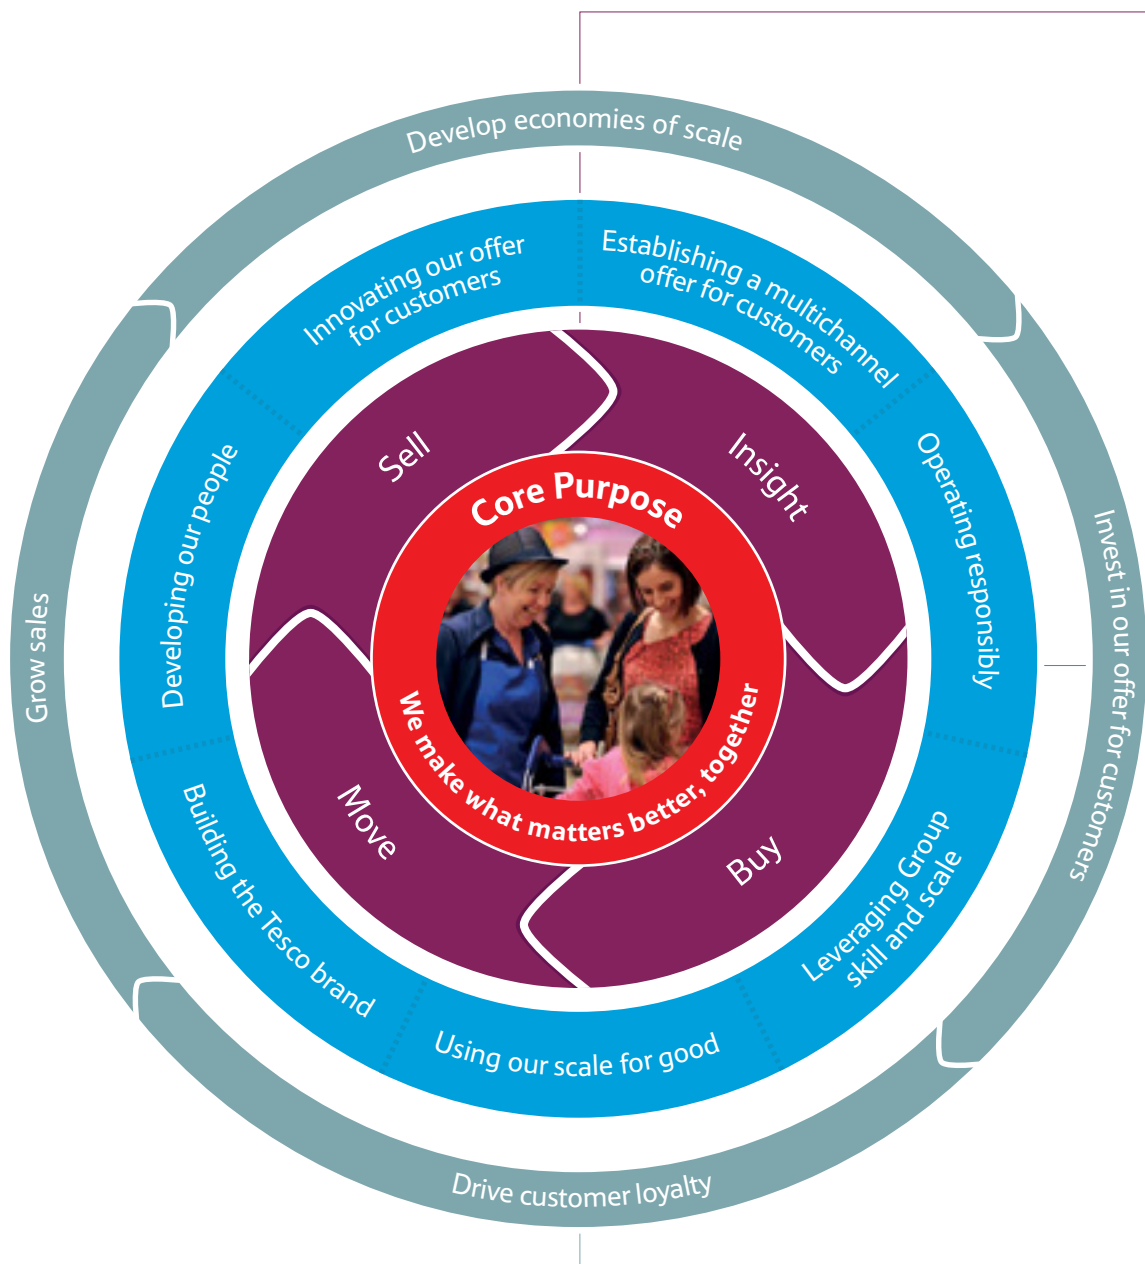 Develop economies of scale
Innovating our offer
for customers
Establishing a multichannel
offer for customers
Sell
Insight
Developing our people
Operating responsibly
Core Purpose
We make what matters better, together
Grow sales
Invest in our offer for customers
Move
Buy
Building the Tesco brand
Leveraging Group
skill and scale
Using our scale for good
Drive customer loyalty